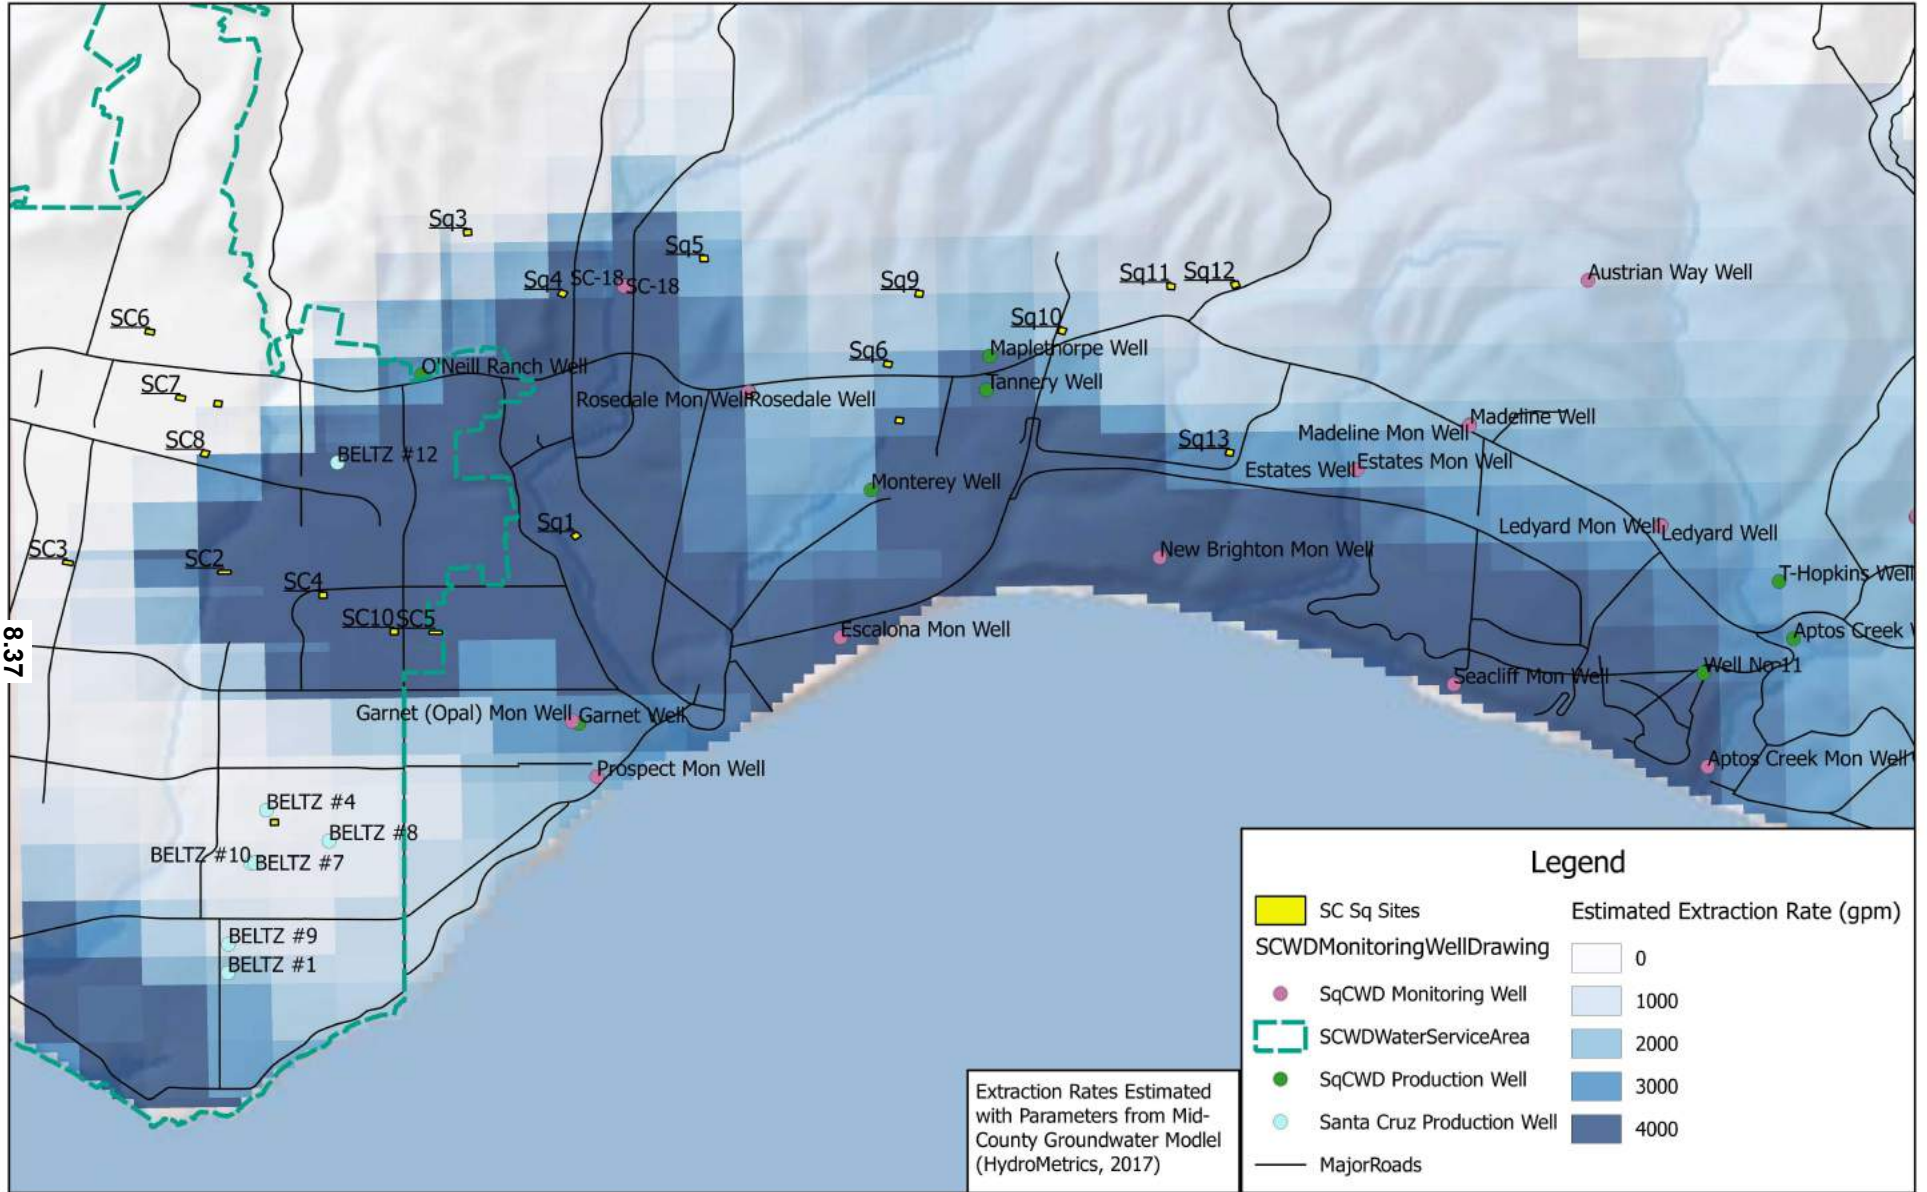 Sq3
Sq5
Sq4
SC-18
SC-18
Sq9
Sq11
Sq12
Austrian Way Well
SC6
Sq10
Maplethorpe Well
Sq6
O'Neill Ranch Well
SC7
Tannery Well
Rosedale Mon Well
Rosedale Well
Madeline Well
Madeline Mon Well
SC8
Sq13
BELTZ #12
Estates Well
Estates Mon Well
Monterey Well
Sq1
Ledyard Mon Well
Ledyard Well
SC3
SC2
New Brighton Mon Well
T-Hopkins Well
SC4
SC10
SC5
Escalona Mon Well
Aptos Creek
8.37
Well No 11
Seacliff Mon Well
Garnet (Opal) Mon Well
Garnet Well
Prospect Mon Well
Aptos Creek Mon Well
BELTZ #4
BELTZ #8
BELTZ #10
BELTZ #7
BELTZ #9
BELTZ #1
Legend
SC Sq Sites
SCWDMonitoringWellDrawing
SqCWD Monitoring Well
SCWDWaterServiceArea
SqCWD Production Well
Santa Cruz Production Well
MajorRoads
Estimated Extraction Rate (gpm)
0
1000
2000
3000
4000
Extraction Rates Estimated
with Parameters from Mid-
County Groundwater Modlel
(HydroMetrics, 2017)